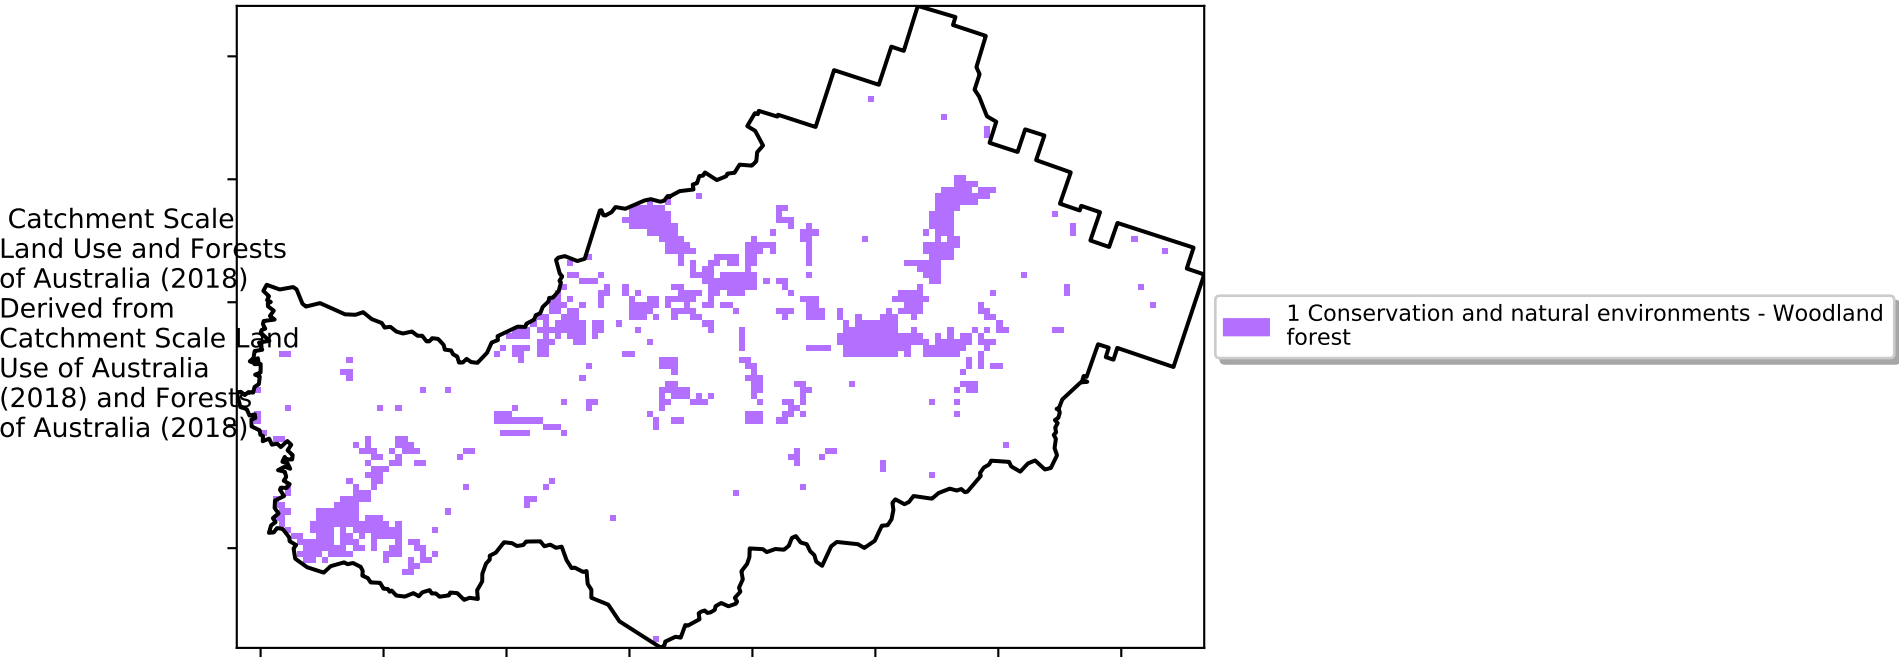 Catchment Scale
Land Use and Forests
of Australia (2018)
Derived from
Catchment Scale Land
Use of Australia
(2018) and Forests
of Australia (2018)
1 Conservation and natural environments - Woodland
forest